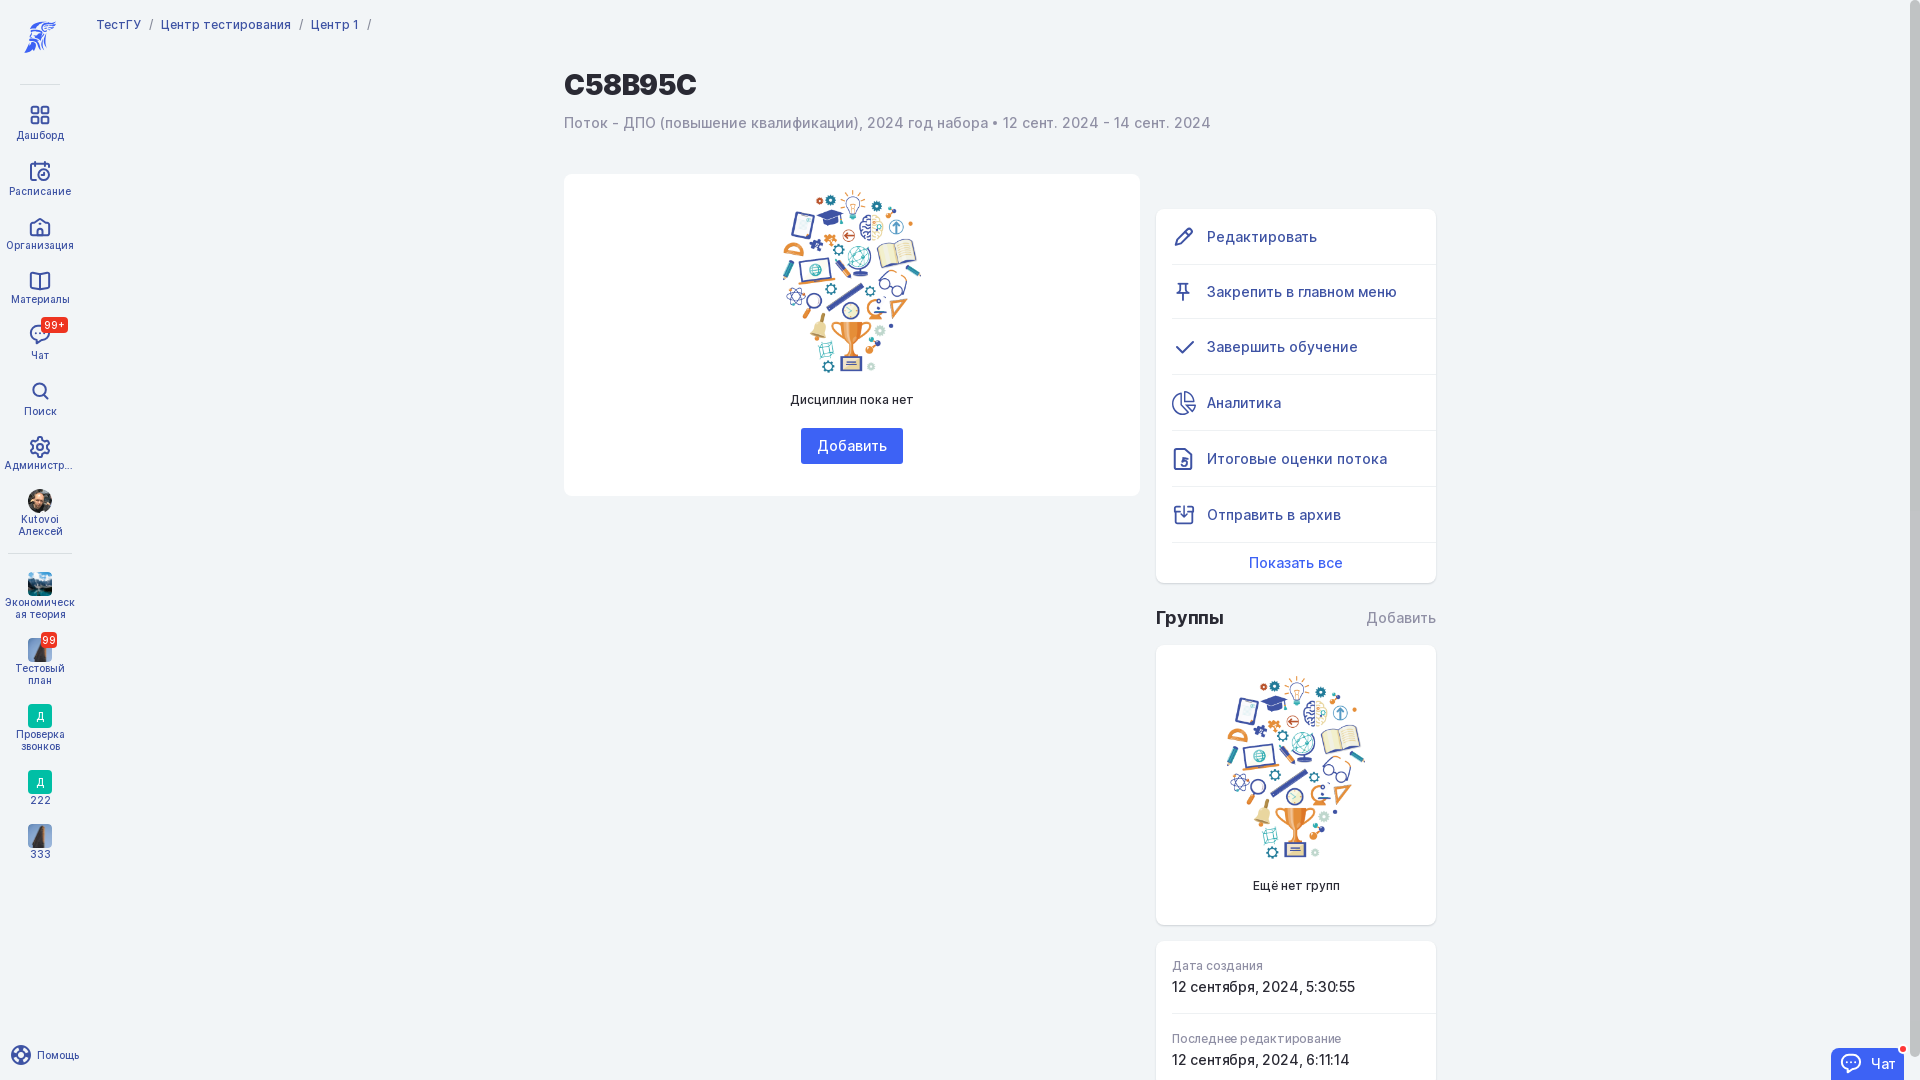 ТестГУ / Центр тестирования / Центр 1 /
C58B95C
Поток - ДПО (повышение квалификации), 2024 год набора • 12 сент. 2024 - 14 сент. 2024
Дашборд
Расписание
Организация
Материалы
99+
Чат
Поиск
Администр...
Kutovoi
Алексей
Экономическ
ая теория
99
Тестовый
план
Д
Проверка
звонков
Д
222
333
Помощь
Дисциплин пока нет
Добавить
Редактировать
Закрепить в главном меню
Завершить обучение
Аналитика
Итоговые оценки потока
Отправить в архив
Показать все
Группы
Добавить
Ещё нет групп
Дата создания
12 сентября, 2024, 5:30:55
Последнее редактирование
12 сентября, 2024, 6:11:14
Чат